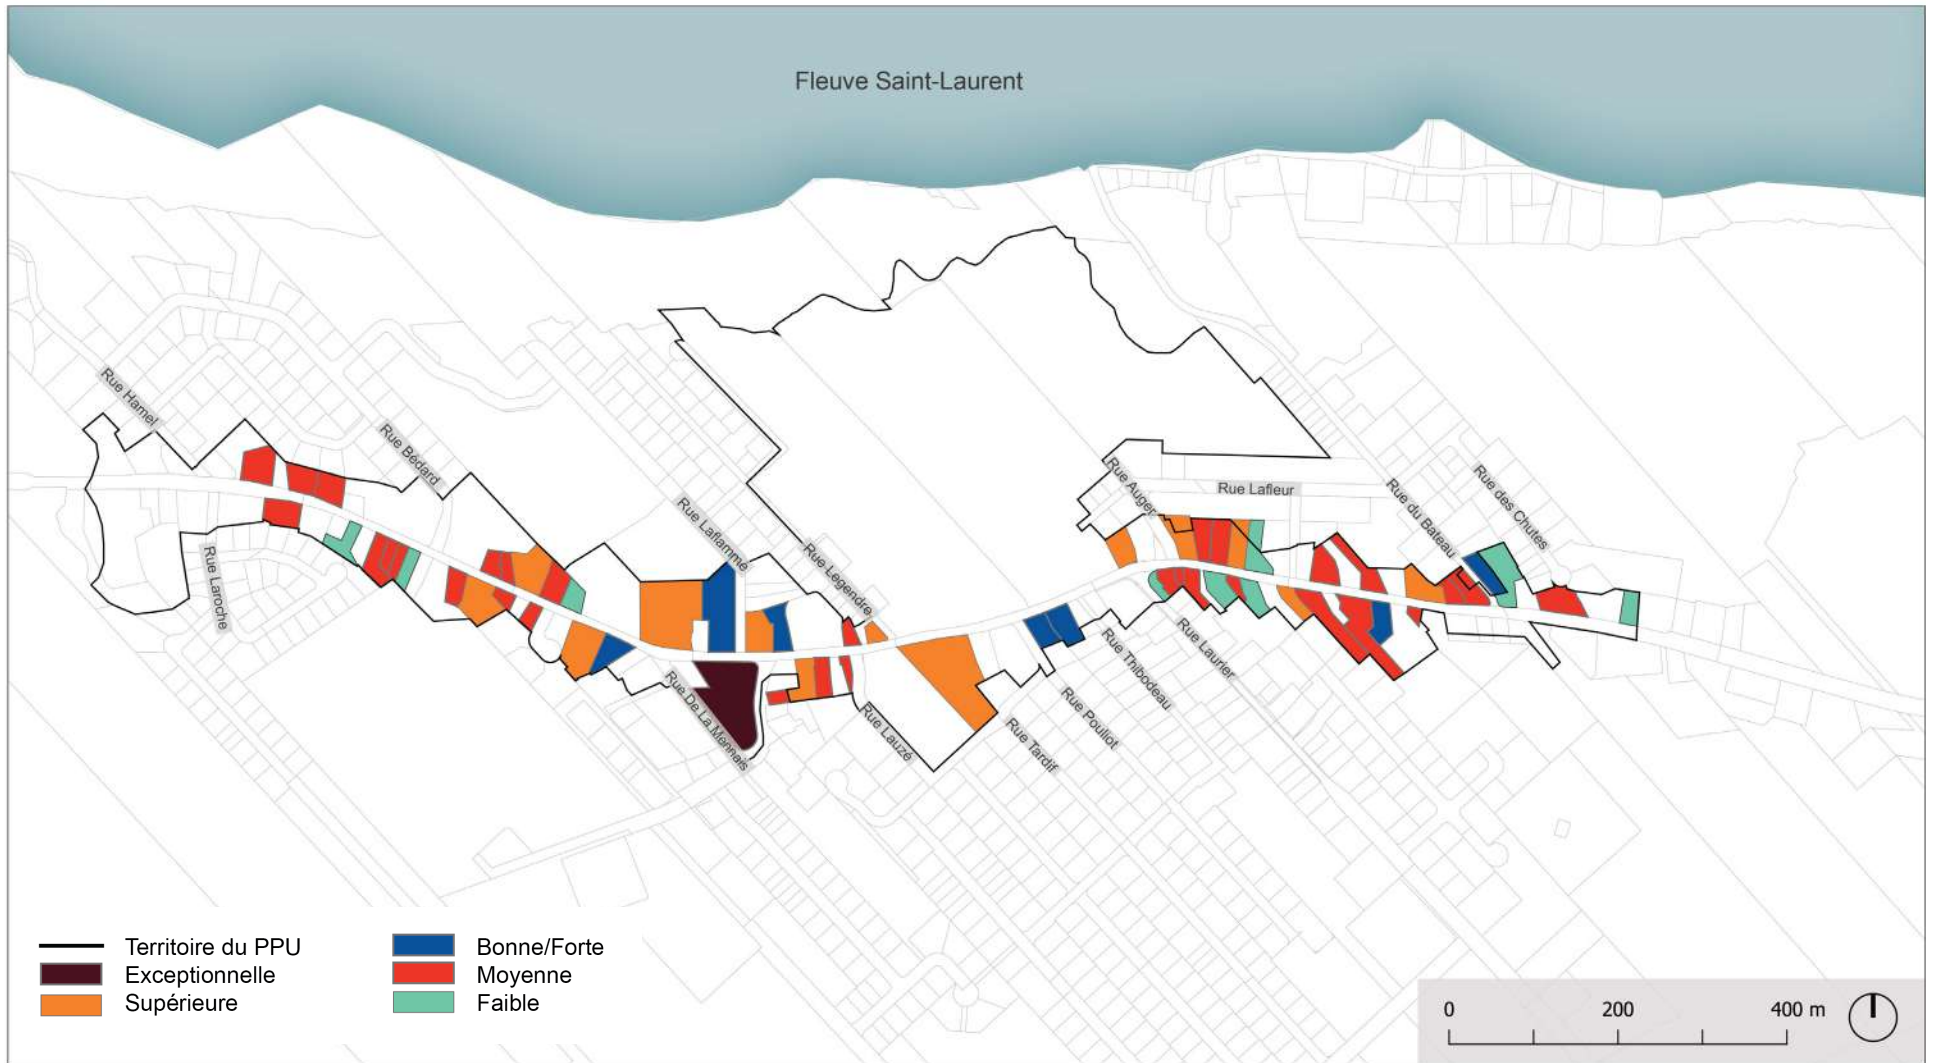 Fleuve Saint-Laurent
Rue Hamel
Rue Bédard
Rue Laroche
Rue Laflamme
Rue Legendre
Rue De La Mennais
Rue Lauzé
Rue Tardif
Rue Pouliot
Rue Thibodeau
Rue Laurier
Rue Auger
Rue Lafleur
Rue du Bateau
Rue des Chutes
Territoire du PPU
Exceptionnelle
Supérieure
Bonne/Forte
Moyenne
Faible
0 200 400 m